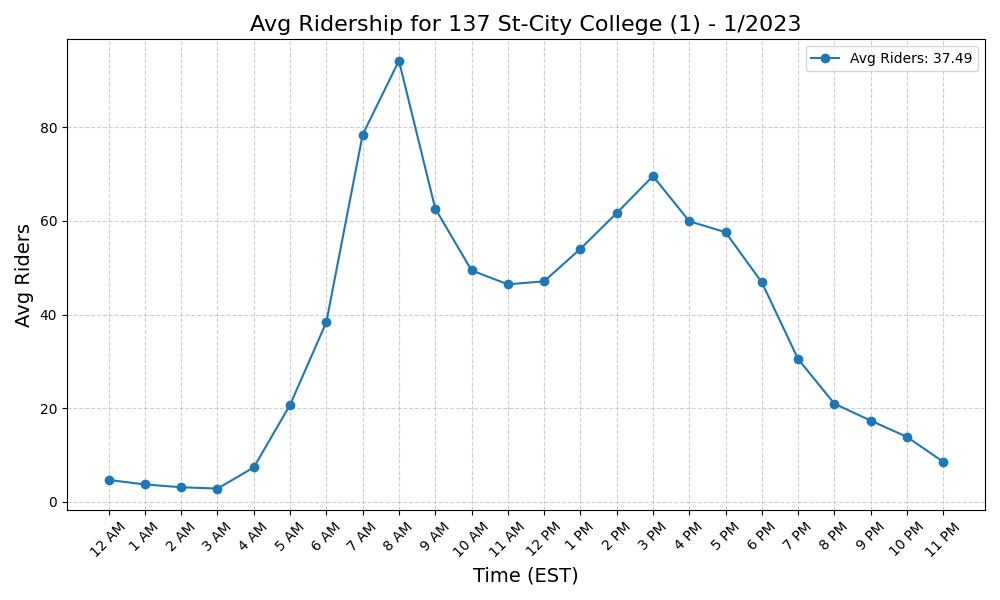 Avg Ridership for 137 St-City College (1) - 1/2023
Avg Riders: 37.49
Avg Riders
80
60
40
20
0
12 AM
1 AM
2 AM
3 AM
4 AM
5 AM
6 AM
7 AM
8 AM
9 AM
10 AM
11 AM
12 PM
1 PM
2 PM
3 PM
4 PM
5 PM
6 PM
7 PM
8 PM
9 PM
10 PM
11 PM
Time (EST)